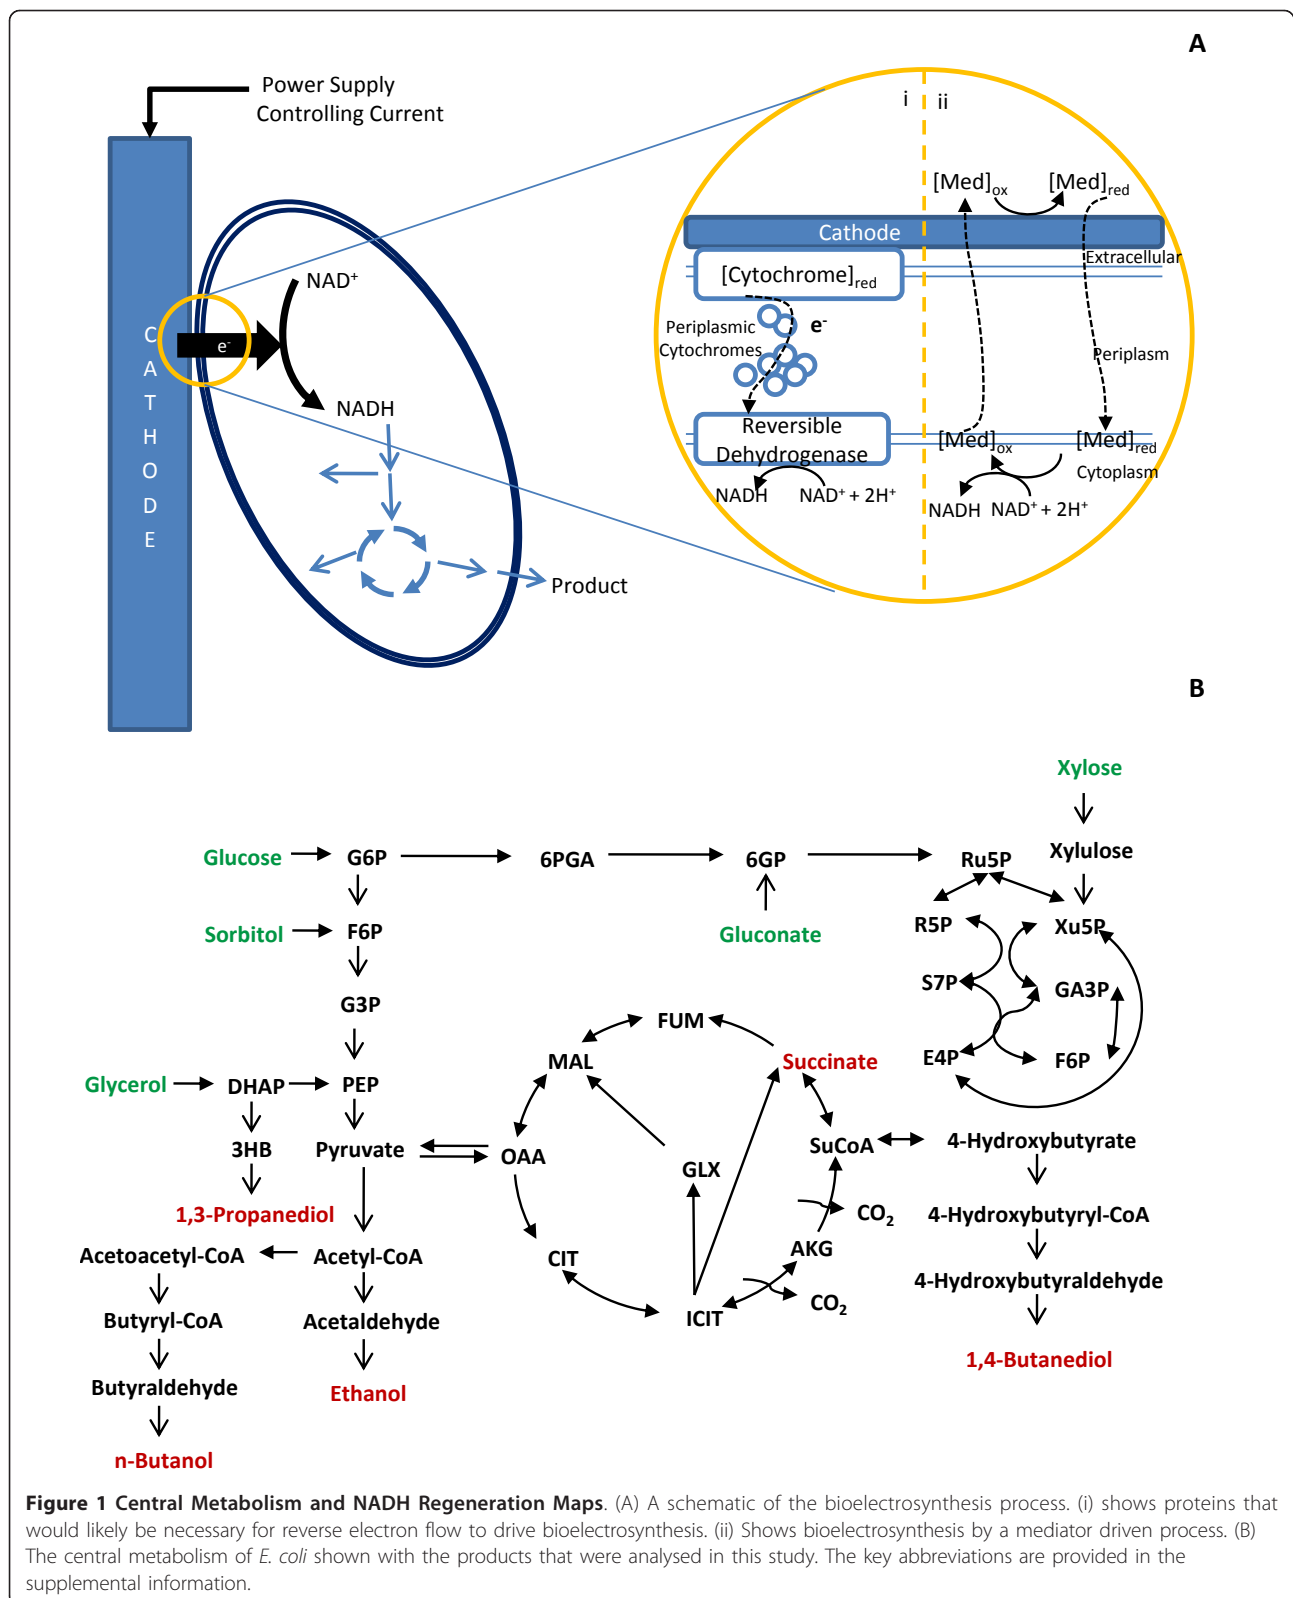 A
Power Supply
Controlling Current
CATHODE
e-
NAD+
NADH
Product
i
ii
[Med]ox
[Med]red
Cathode
Extracellular
[Cytochrome]red
Periplasmic
Cytochromes
e-
Periplasm
Reversible
Dehydrogenase
[Med]ox
[Med]red
Cytoplasm
NADH
NAD+ + 2H+
NADH
NAD+ + 2H+
B
Xylose
Glucose
G6P
6PGA
6GP
Ru5P
Xylulose
Sorbitol
F6P
Gluconate
R5P
Xu5P
G3P
S7P
GA3P
FUM
MAL
Succinate
E4P
F6P
Glycerol
DHAP
PEP
3HB
Pyruvate
OAA
GLX
SuCoA
4-Hydroxybutyrate
1,3-Propanediol
CO2
4-Hydroxybutyryl-CoA
Acetoacetyl-CoA
Acetyl-CoA
CIT
AKG
4-Hydroxybutyraldehyde
Butyryl-CoA
Acetaldehyde
ICIT
CO2
1,4-Butanediol
Butyraldehyde
Ethanol
n-Butanol
Figure 1 Central Metabolism and NADH Regeneration Maps. (A) A schematic of the bioelectrosynthesis process. (i) shows proteins that
would likely be necessary for reverse electron flow to drive bioelectrosynthesis. (ii) Shows bioelectrosynthesis by a mediator driven process. (B)
The central metabolism of E. coli shown with the products that were analysed in this study. The key abbreviations are provided in the
supplemental information.